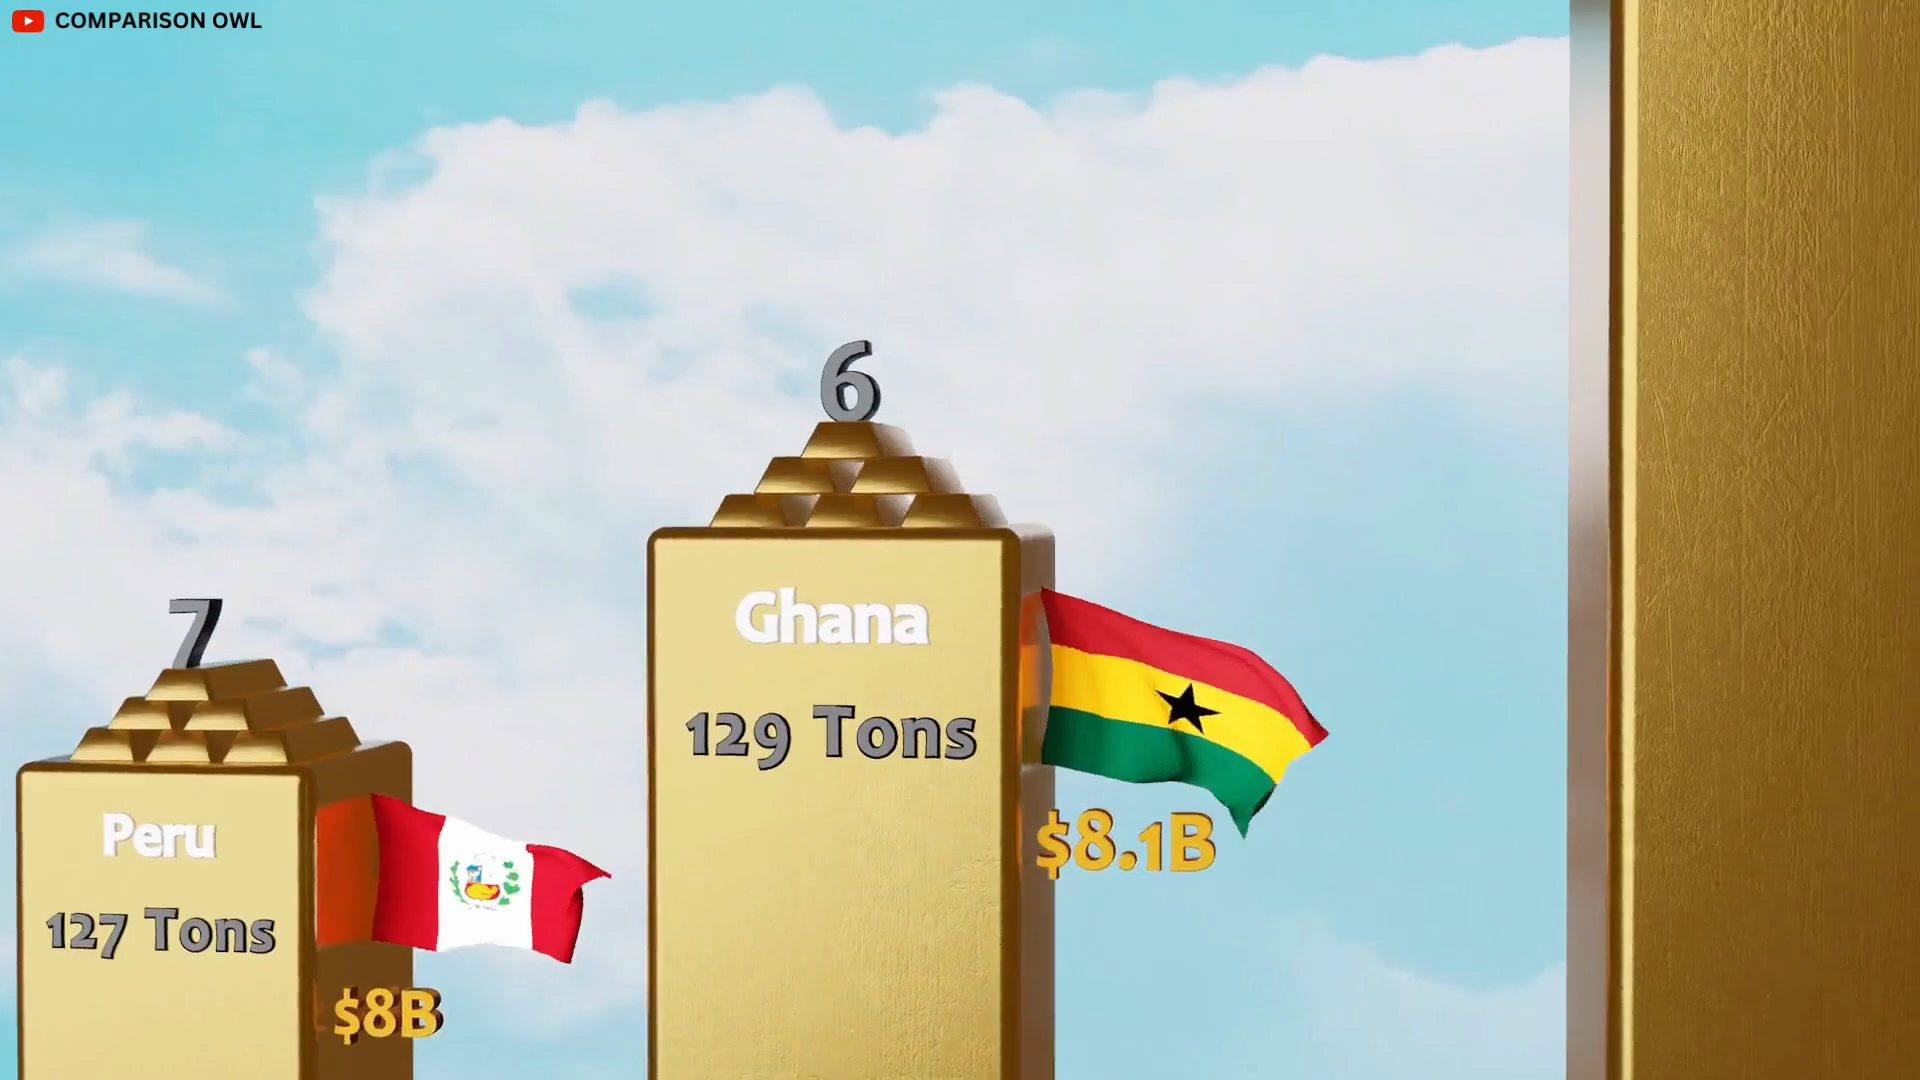 COMPARISON OWL
6
Ghana
129 Tons
$8.1B
7
Peru
127 Tons
$8B